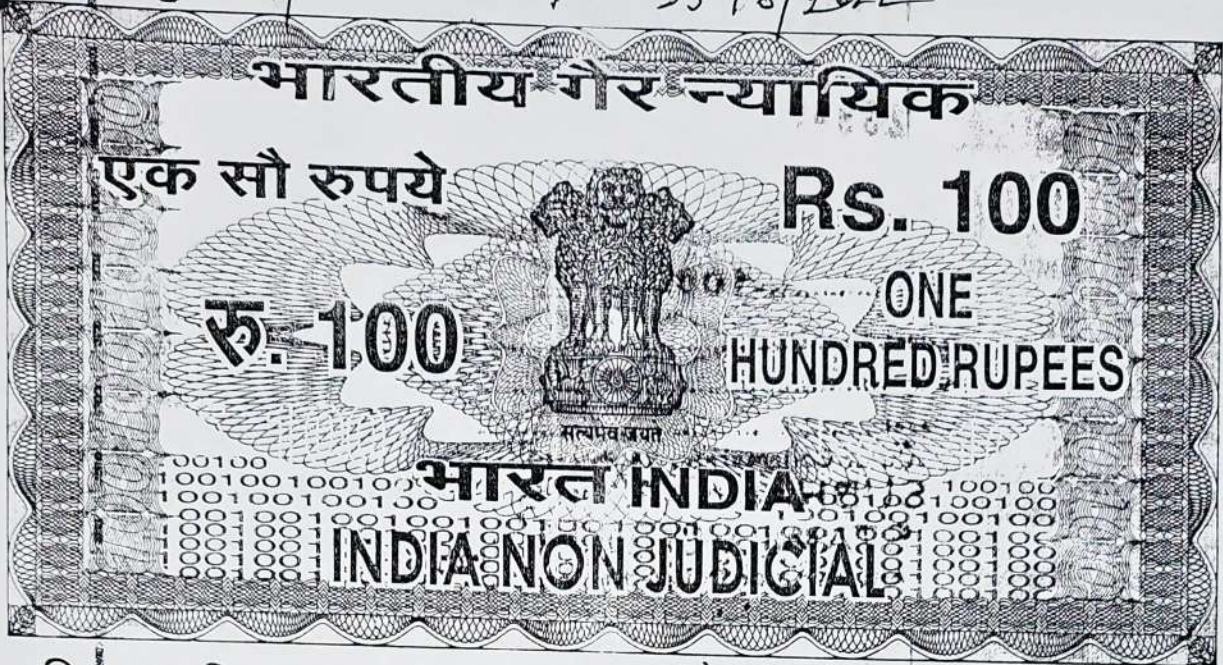 भारतीय गैर न्यायिक
एक सौ रुपये
Rs. 100
रु. 100
ONE
HUNDRED RUPEES
सत्यमेव जयते
भारत INDIA
INDIA NON JUDICIAL